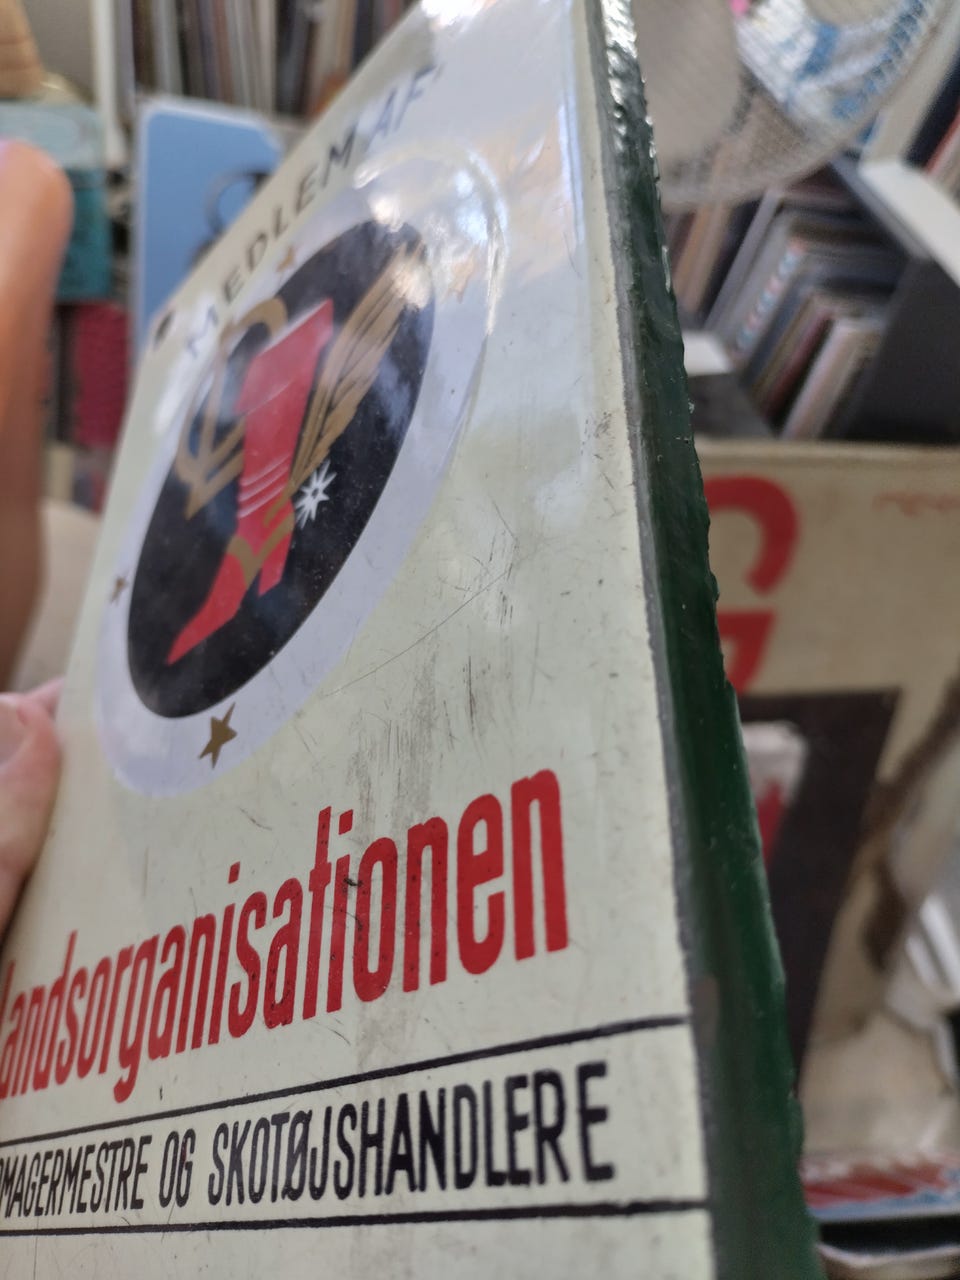 MEDLEM AF
Landsorganisationen
MAGERMESTRE OG SKOTØJSHANDLERE